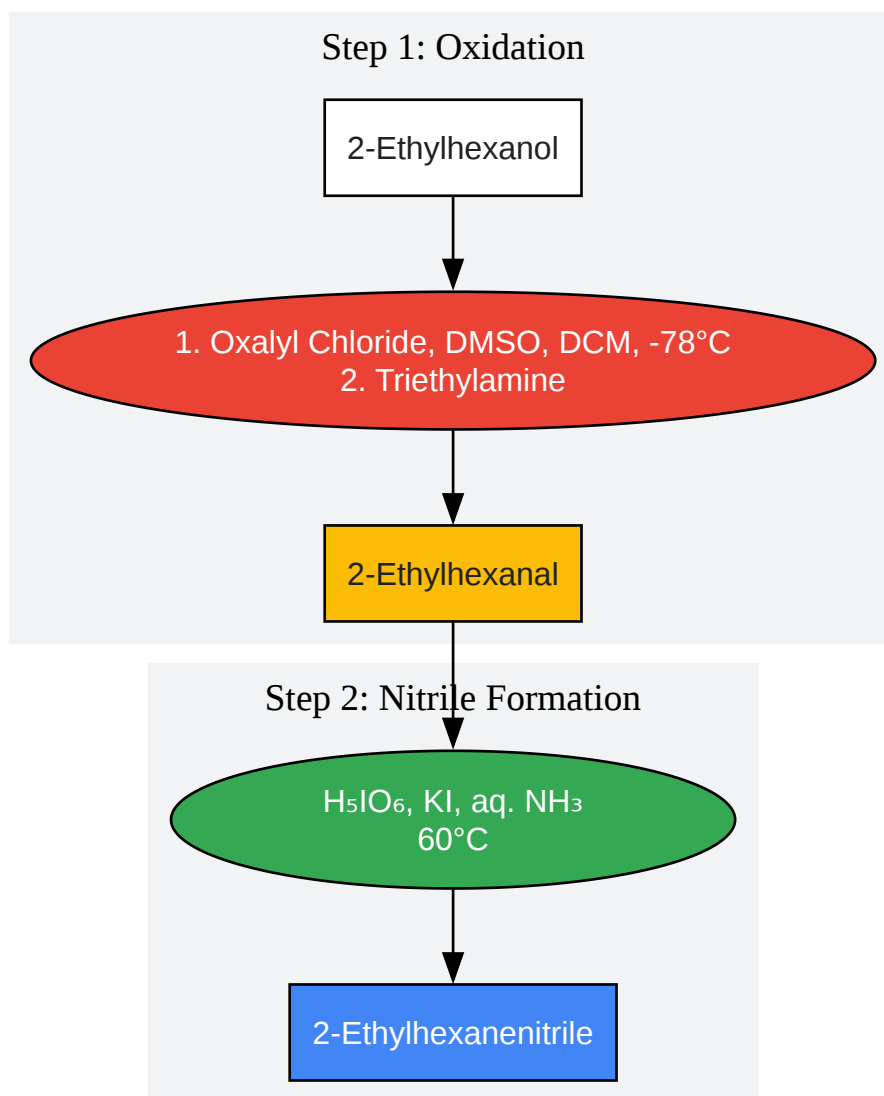 Step 1: Oxidation
2-Ethylhexanol
1. Oxalyl Chloride, DMSO, DCM, -78°C
2. Triethylamine
2-Ethylhexanal
Step 2: Nitrile Formation
H₅IO₆, KI, aq. NH₃
60°C
2-Ethylhexanenitrile